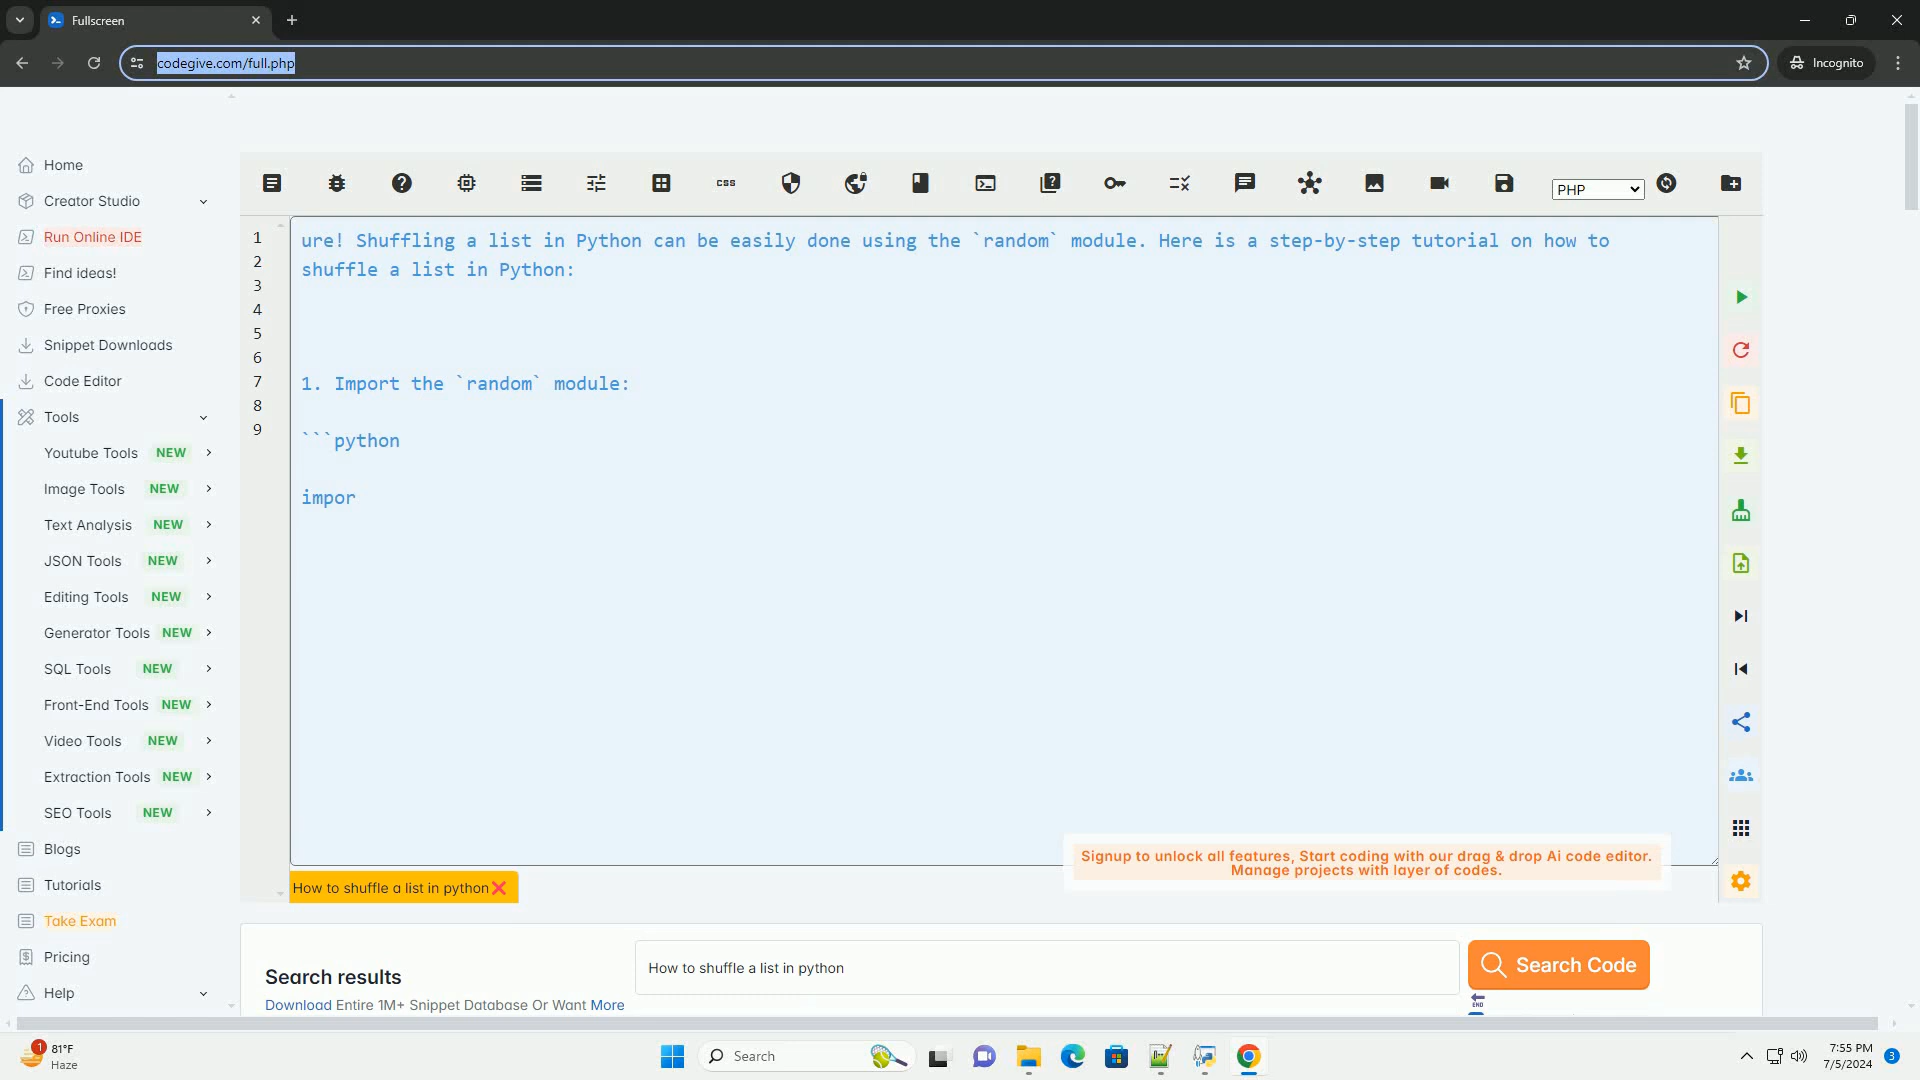 Fullscreen
codegive.com/full.php
Incognito
Home
Creator Studio
Run Online IDE
Find ideas!
Free Proxies
Snippet Downloads
Code Editor
Tools
Youtube Tools NEW
Image Tools NEW
Text Analysis NEW
JSON Tools NEW
Editing Tools NEW
Generator Tools NEW
SQL Tools NEW
Front-End Tools NEW
Video Tools NEW
Extraction Tools NEW
SEO Tools NEW
Blogs
Tutorials
Take Exam
Pricing
Help
css
PHP
1
2
3
4
5
6
7
8
9
ure! Shuffling a list in Python can be easily done using the `random` module. Here is a step-by-step tutorial on how to
shuffle a list in Python:
1. Import the `random` module:
```python
impor
Signup to unlock all features, Start coding with our drag & drop Ai code editor.
Manage projects with layer of codes.
How to shuffle a list in python
Search results
Download Entire 1M+ Snippet Database Or Want More
How to shuffle a list in python
Search Code
END
1
81°F
Haze
Search
7:55 PM
7/5/2024
3